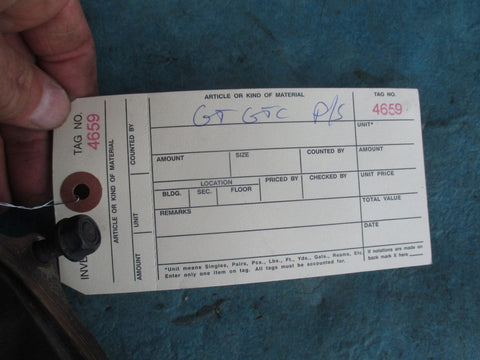 TAG NO.
4659
ARTICLE OR KIND OF MATERIAL
COUNTED BY
AMOUNT
UNIT
INVE
ARTICLE OR KIND OF MATERIAL
TAG NO.
GT GTC P/S
4659
UNIT*
AMOUNT
SIZE
COUNTED BY
AMOUNT
LOCATION
PRICED BY
CHECKED BY
UNIT PRICE
BLDG.
SEC.
FLOOR
TOTAL VALUE
REMARKS
DATE
*Unit means Singles, Pairs, Pcs., Lbs., Ft., Yds., Gals., Reams, Etc.
Enter only one item on tag. All tags must be accounted for.
If notations are made on
back mark X here